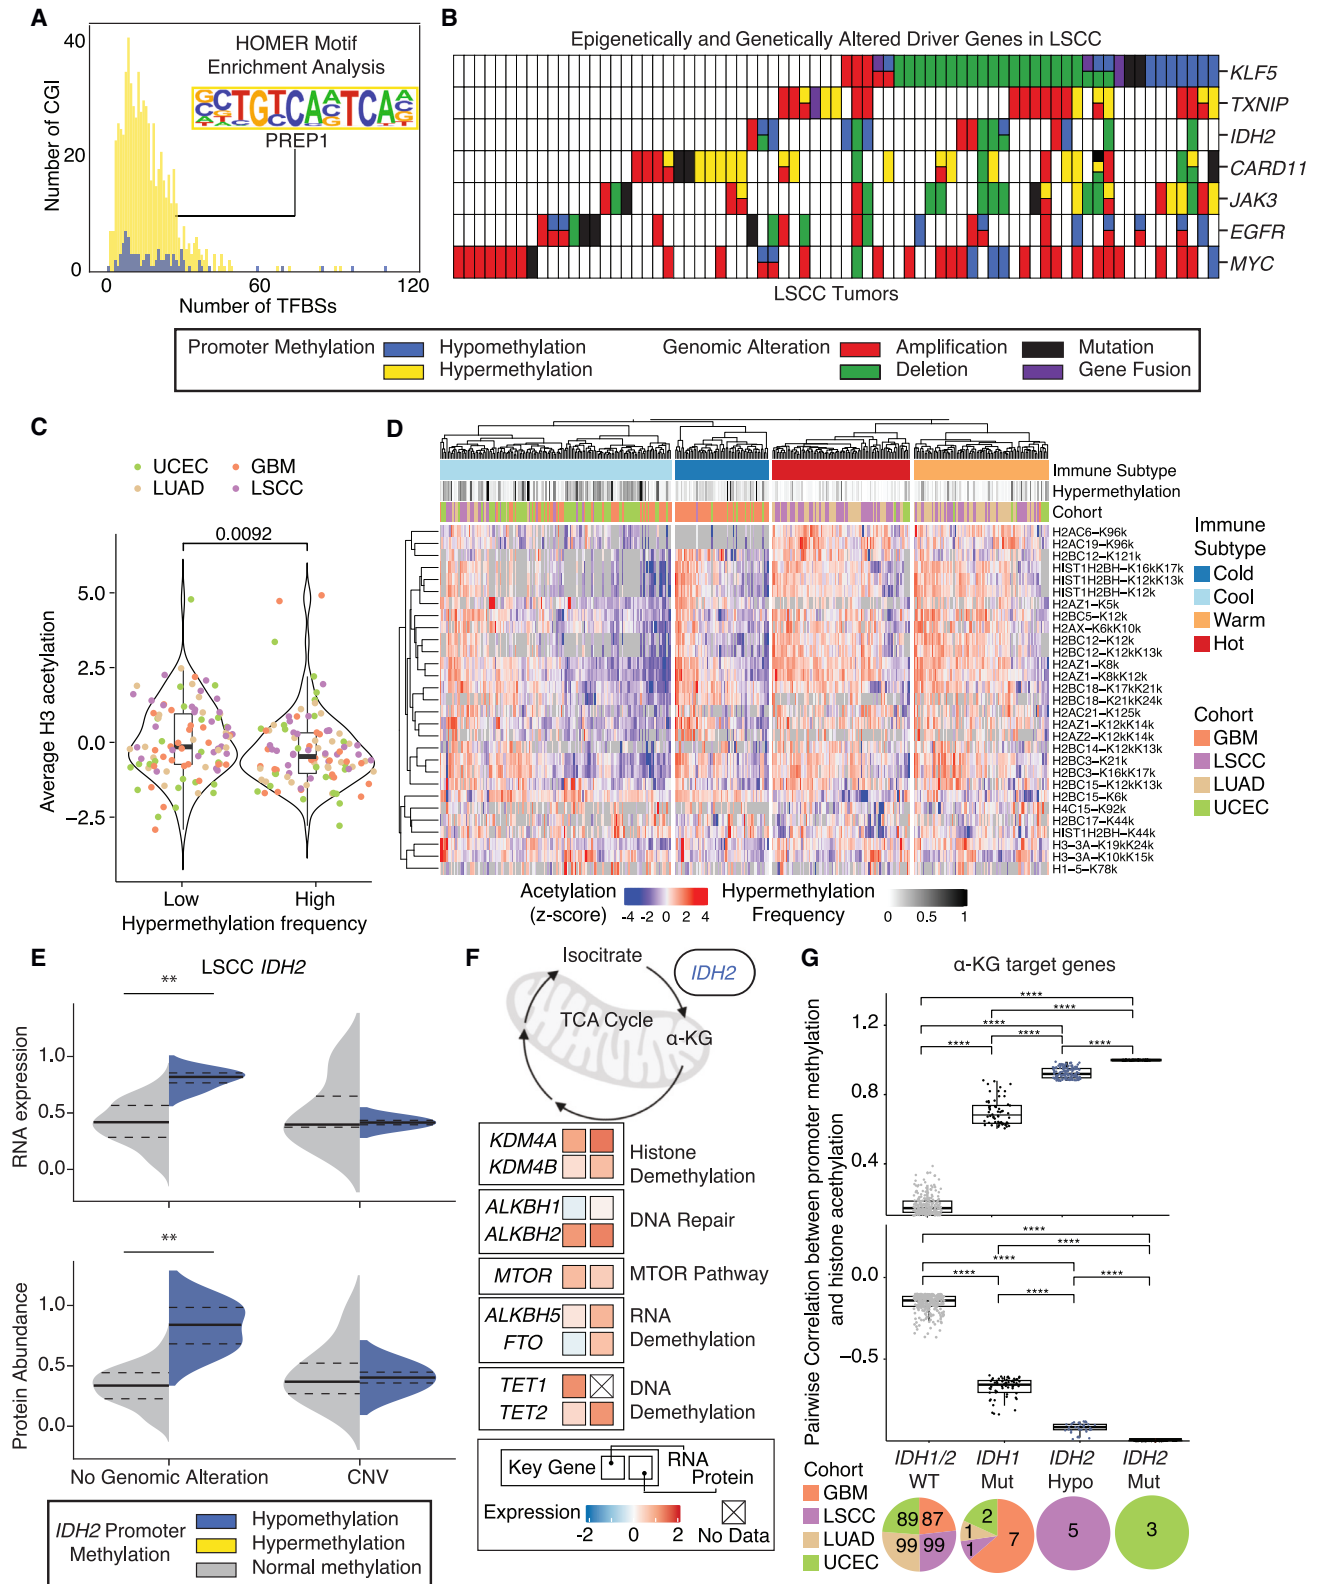 A
40
20
0
Number of CGI
HOMER Motif
Enrichment Analysis
PREP1
0
60
120
Number of TFBSs
B
Epigenetically and Genetically Altered Driver Genes in LSCC
KLF5
TXNIP
IDH2
CARD11
JAK3
EGFR
MYC
LSCC Tumors
Promoter Methylation
Hypomethylation
Hypermethylation
Genomic Alteration
Amplification
Deletion
Mutation
Gene Fusion
C
UCEC
GBM
LUAD
LSCC
0.0092
5.0
2.5
0.0
−2.5
Average H3 acetylation
Low
High
Hypermethylation frequency
D
Immune Subtype
Hypermethylation
Cohort
H2AC6−K96k
H2AC19−K96k
H2BC12−K121k
HIST1H2BH−K16kK17k
HIST1H2BH−K12kK13k
HIST1H2BH−K12k
H2AZ1−K5k
H2BC5−K12k
H2AX−K6kK10k
H2BC12−K12k
H2BC12−K12kK13k
H2AZ1−K8k
H2AZ1−K8kK12k
H2BC18−K17kK21k
H2BC18−K21kK24k
H2AC21−K125k
H2AZ1−K12kK14k
H2AZ2−K12kK14k
H2BC14−K12kK13k
H2BC3−K21k
H2BC3−K16kK17k
H2BC15−K12kK13k
H2BC15−K6k
H4C15−K92k
H2BC17−K44k
HIST1H2BH−K44k
H3−3A−K19kK24k
H3−3A−K10kK15k
H1−5−K78k
Immune
Subtype
Cold
Cool
Warm
Hot
Cohort
GBM
LSCC
LUAD
UCEC
Acetylation
(z-score)
-4 -2 0 2 4
Hypermethylation
Frequency
0 0.5 1
E
LSCC IDH2
**
1.0
0.5
0.0
RNA expression
**
1.0
0.5
0.0
Protein Abundance
No Genomic Alteration
CNV
IDH2 Promoter
Methylation
Hypomethylation
Hypermethylation
Normal methylation
F
Isocitrate
IDH2
TCA Cycle
α-KG
KDM4A
KDM4B
Histone
Demethylation
ALKBH1
ALKBH2
DNA Repair
MTOR
MTOR Pathway
ALKBH5
FTO
RNA
Demethylation
TET1
TET2
DNA
Demethylation
Key Gene
RNA
Protein
Expression
-2 0 2
No Data
G
α-KG target genes
Pairwise Correlation between promoter methylation
and histone acethylation
1.2
0.8
0.4
****
****
****
****
****
****
0.0
−0.5
****
****
****
****
****
****
IDH1/2
WT
IDH1
Mut
IDH2
Hypo
IDH2
Mut
Cohort
GBM
LSCC
LUAD
UCEC
89 87
99 99
2
1
1
7
5
3